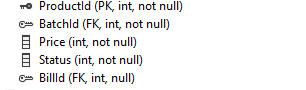 ProductId (PK, int, not null)
BatchId (FK, int, not null)
Price (int, not null)
Status (int, not null)
BillId (FK, int, null)